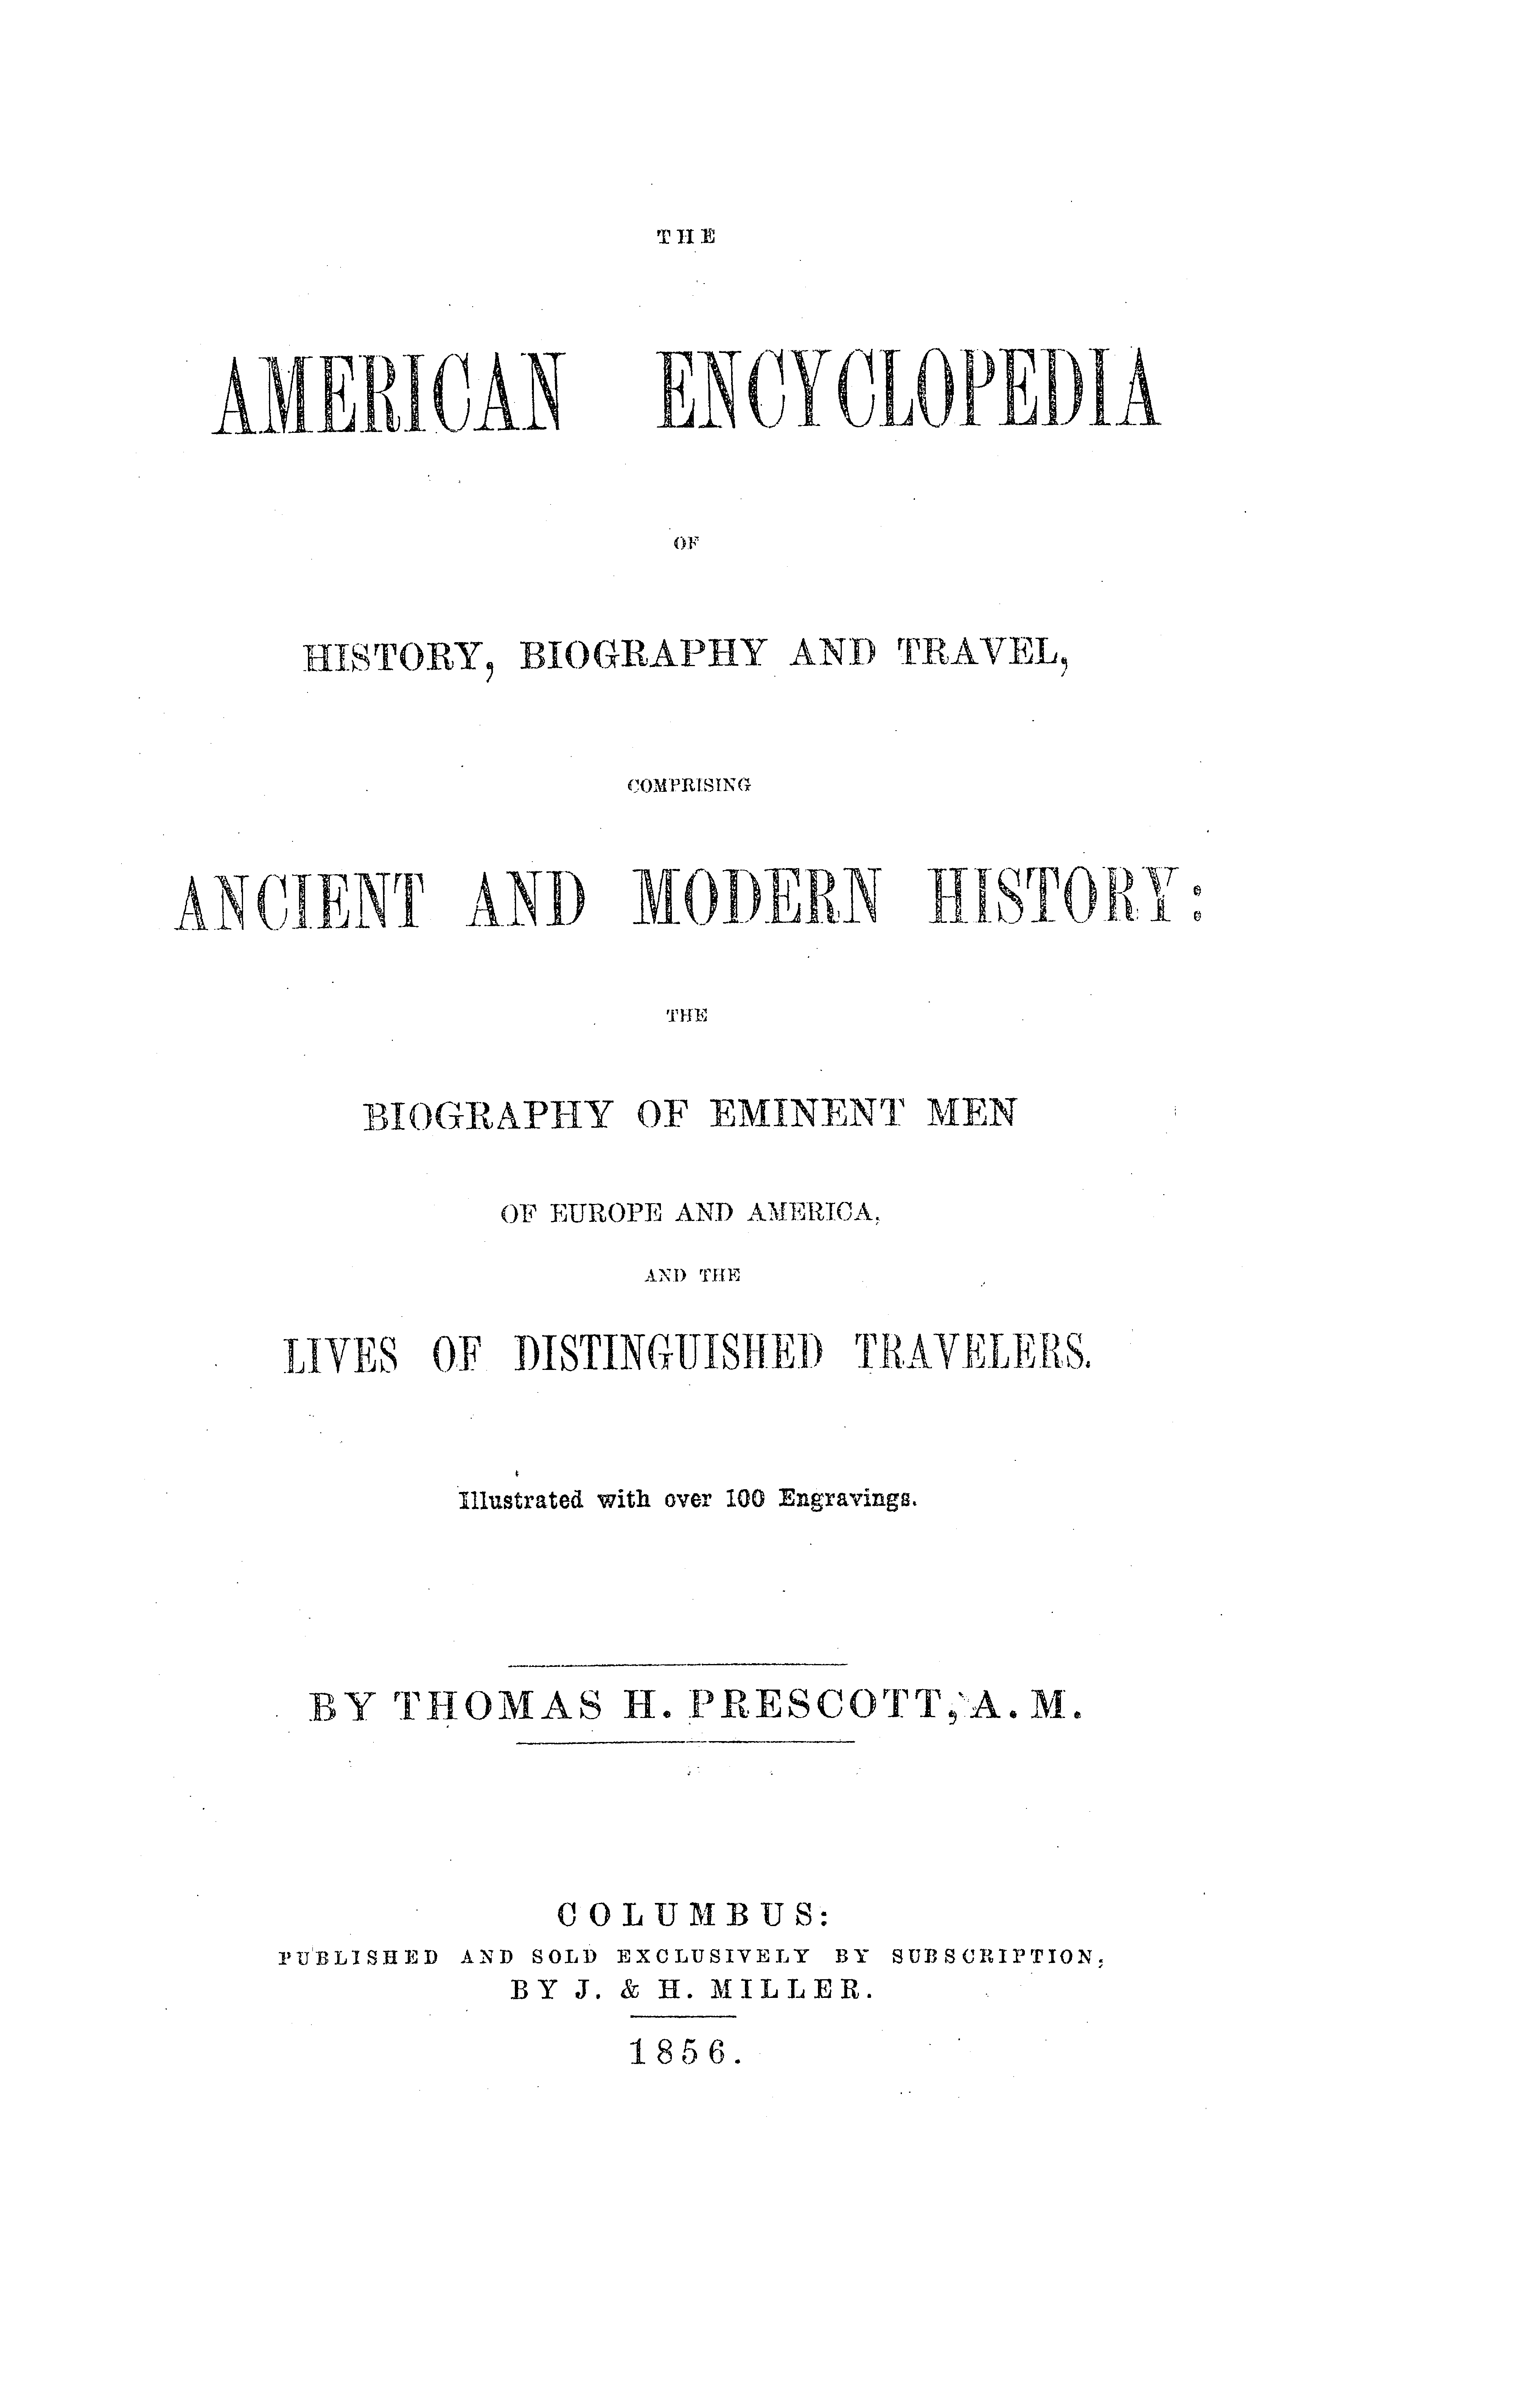 THE
AMERICAN ENCYCLOPEDIA
OF
HISTORY, BIOGRAPHY AND TRAVEL,
COMPRISING
ANCIENT AND MODERN HISTORY:
THE
BIOGRAPHY OF EMINENT MEN
OF EUROPE AND AMERICA,
AND THE
LIVES OF DISTINGUISHED TRAVELERS.
Illustrated with over 100 Engravings.
BY THOMAS H. PRESCOTT, A. M.
COLUMBUS:
PUBLISHED AND SOLD EXCLUSIVELY BY SUBSCRIPTION,
BY J. & H. MILLER.
1856.